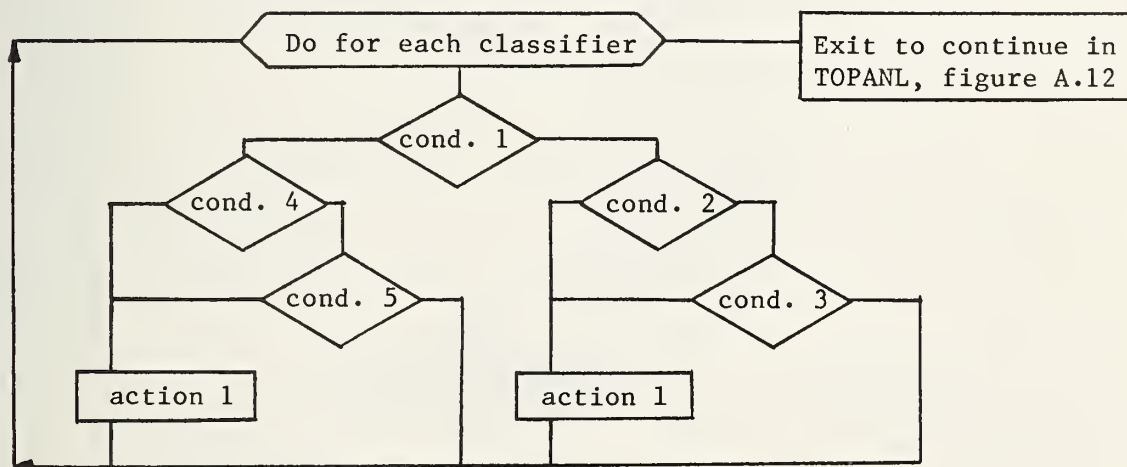 Do for each classifier
Exit to continue in
TOPANL, figure A.12
cond. 1
cond. 4
cond. 2
cond. 5
cond. 3
action 1
action 1